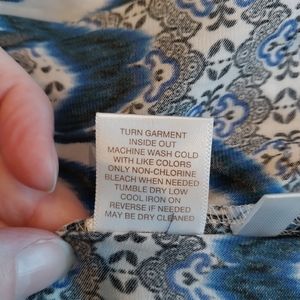 TURN GARMENT
INSIDE OUT
MACHINE WASH COLD
WITH LIKE COLORS
ONLY NON-CHLORINE
BLEACH WHEN NEEDED
TUMBLE DRY LOW
COOL IRON ON
REVERSE IF NEEDED
MAY BE DRY CLEANED